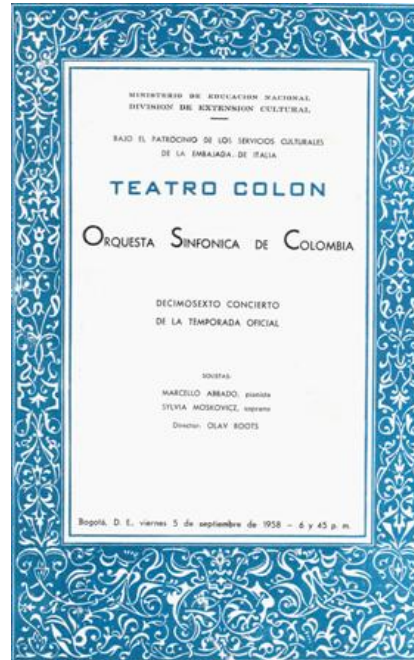 MINISTERIO DE EDUCACION NACIONAL
DIVISION DE EXTENSION CULTURAL
BAJO EL PATROCINIO DE LOS SERVICIOS CULTURALES
DE LA EMBAJADA DE ITALIA
TEATRO COLON
ORQUESTA SINFONICA DE COLOMBIA
DECIMOSEXTO CONCIERTO
DE LA TEMPORADA OFICIAL
SOLISTAS:
MARCELLO ABBADO, pianista
SYLVIA MOSKOVICZ, soprano
Director: OLAV ROOTS
Bogotá, D. E., viernes 5 de septiembre de 1958 - 6 y 45 p. m.